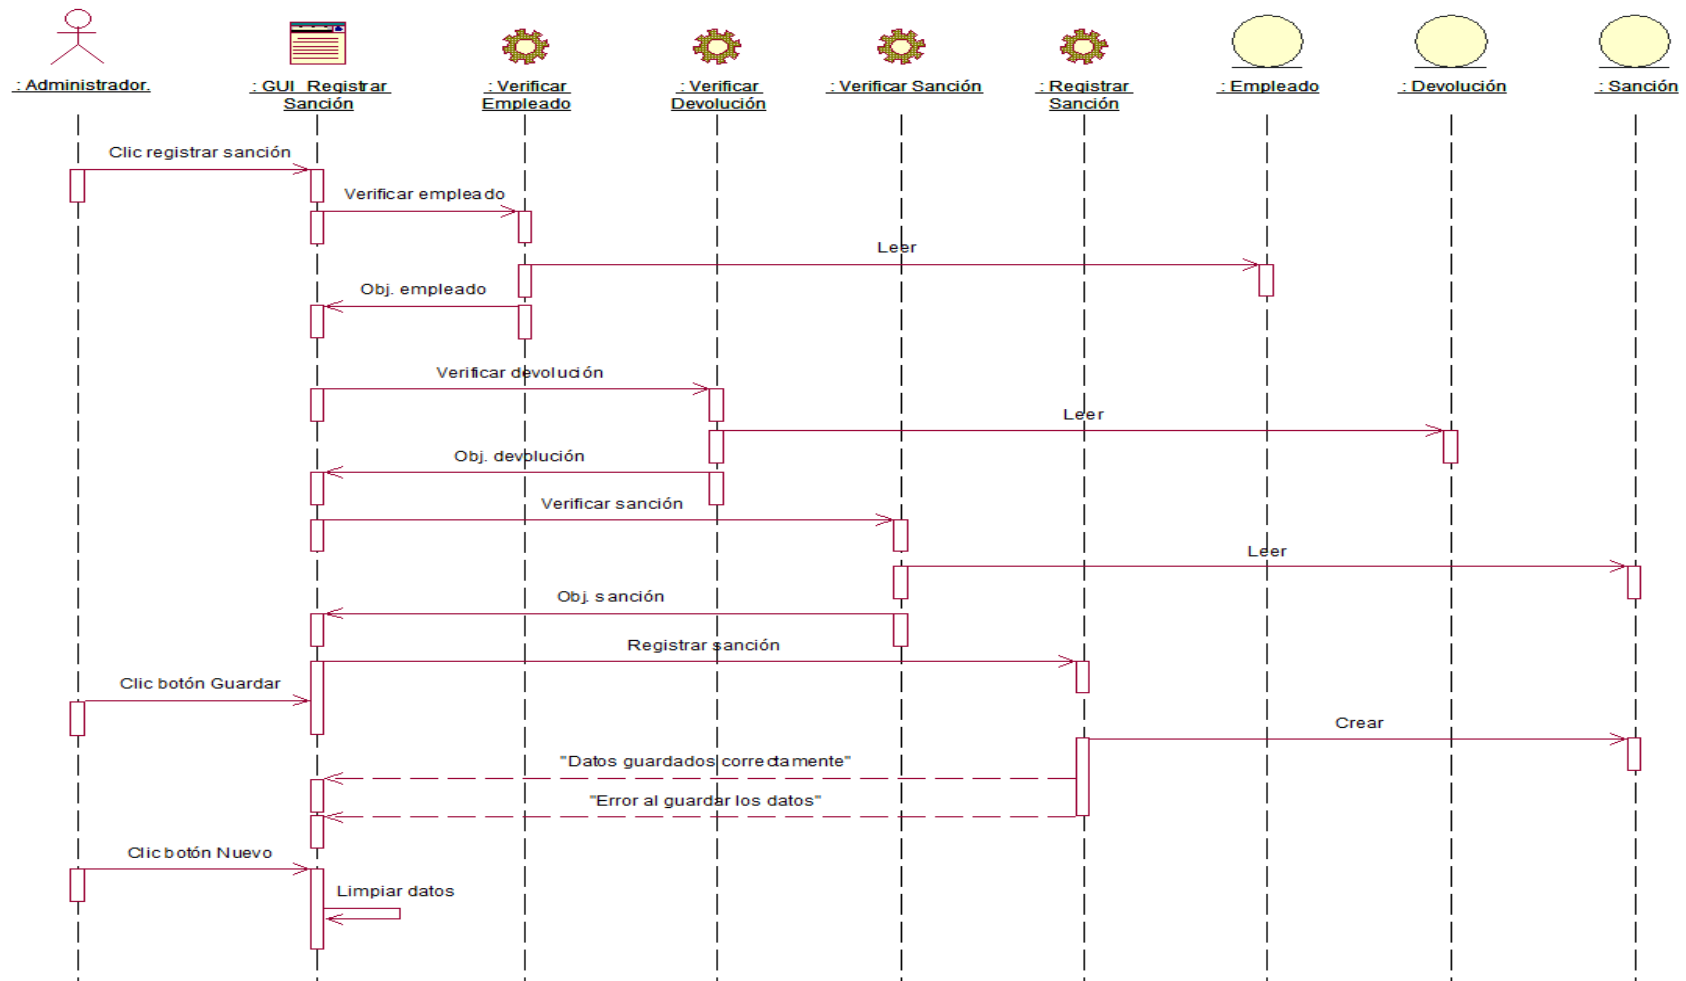 : Administrador.
: GUI_Registrar
Sanción
: Verificar
Empleado
: Verificar
Devolución
: Verificar Sanción
: Registrar
Sanción
: Empleado
: Devolución
: Sanción
Clic registrar sanción
Verificar empleado
Leer
Obj. empleado
Verificar devolución
Leer
Obj. devolución
Verificar sanción
Leer
Obj. sanción
Registrar sanción
Clic botón Guardar
Crear
"Datos guardados correctamente"
"Error al guardar los datos"
Clic botón Nuevo
Limpiar datos